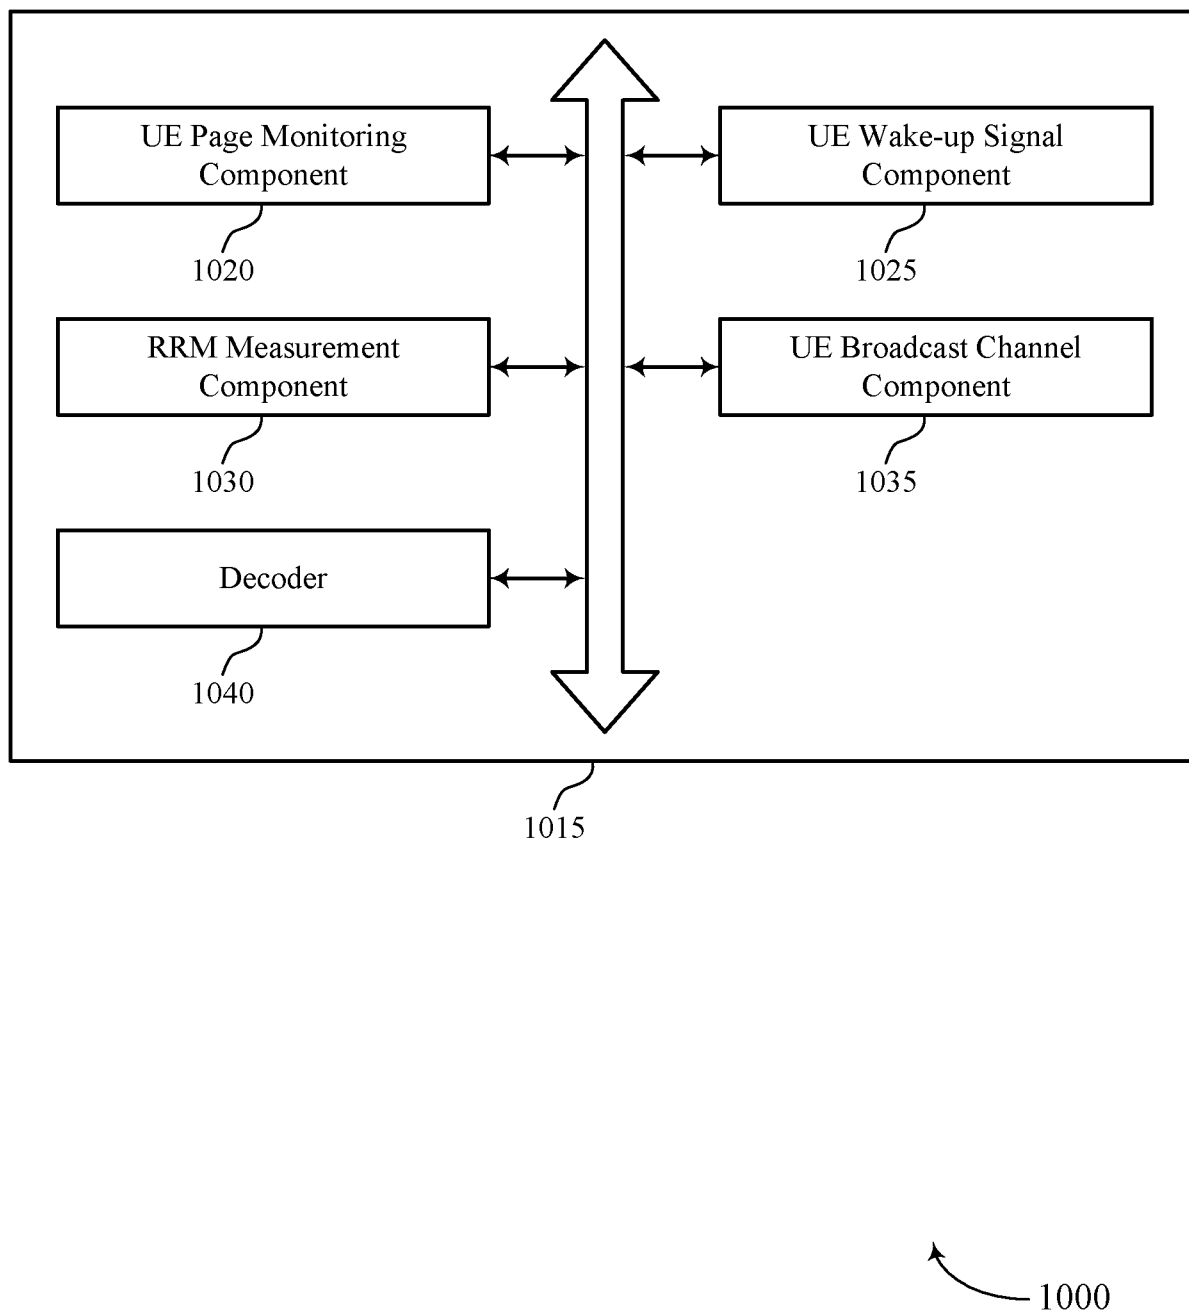 UE Page Monitoring
Component
1020
UE Wake-up Signal
Component
1025
RRM Measurement
Component
1030
UE Broadcast Channel
Component
1035
Decoder
1040
1015
1000